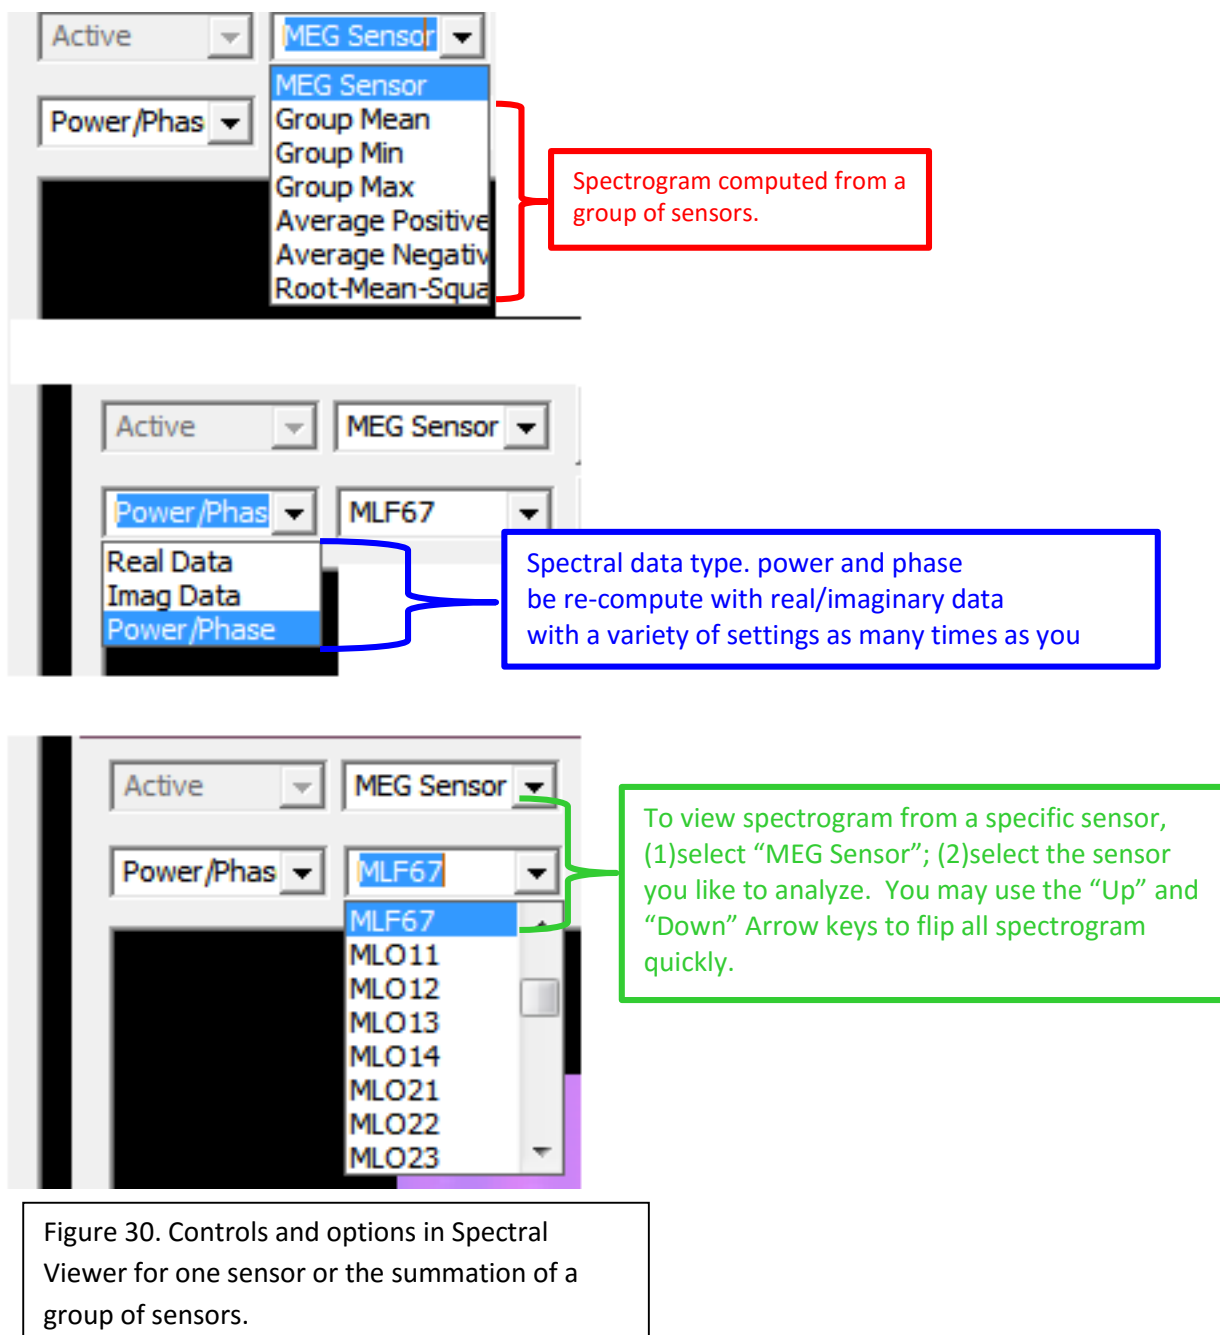 Active MEG Sensor
MEG Sensor
Power/Phas Group Mean
Group Min
Group Max
Average Positive
Average Negativ
Root-Mean-Squa
Spectrogram computed from a
group of sensors.
Active MEG Sensor
Power/Phas MLF67
Real Data
Imag Data
Power/Phase
Spectral data type. power and phase
be re-compute with real/imaginary data
with a variety of settings as many times as you
Active MEG Sensor
Power/Phas MLF67
MLF67
MLO11
MLO12
MLO13
MLO14
MLO21
MLO22
MLO23
To view spectrogram from a specific sensor,
(1)select “MEG Sensor”; (2)select the sensor
you like to analyze.  You may use the “Up” and
“Down” Arrow keys to flip all spectrogram
quickly.
Figure 30. Controls and options in Spectral
Viewer for one sensor or the summation of a
group of sensors.